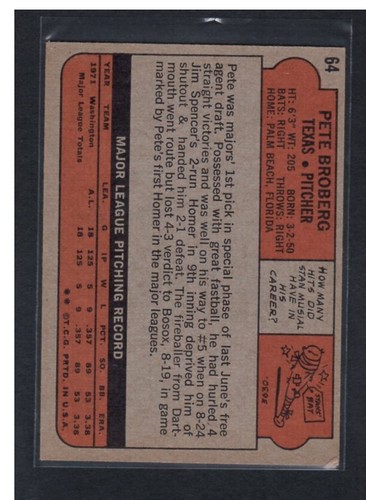 64
PETE BROBERG
TEXAS • PITCHER
HT: 6'3" WT: 205 BORN: 3-2-50
BATS: RIGHT THROWS: RIGHT
HOME: PALM BEACH, FLORIDA
HOW MANY
HITS DID
STAN MUSIAL
HAVE IN
HIS
CAREER?
STAN'S
BAT
3630
Pete was majors' 1st pick in special phase of last June's free
agent draft. Possessed with great fastball, he had hurled 4
straight victories and was well on his way to #5 when on 8-24
Jim Spencer's 2-run Homer in 9th inning deprived him of
shutout & handed him 2-1 defeat. The fireballer from Dart-
mouth went route but lost 4-3 verdict to Bosox, 8-19, in game
marked by Pete's first Homer in the major leagues.
MAJOR LEAGUE PITCHING RECORD
YEAR TEAM LEA. G IP W L PCT. SO. BB. ERA.
1971 Washington A.L. 18 125 5 9 .357 89 53 3.38
Major League Totals 18 125 5 9 .357 89 53 3.38
© T.C.G. PRTD. IN U.S.A.